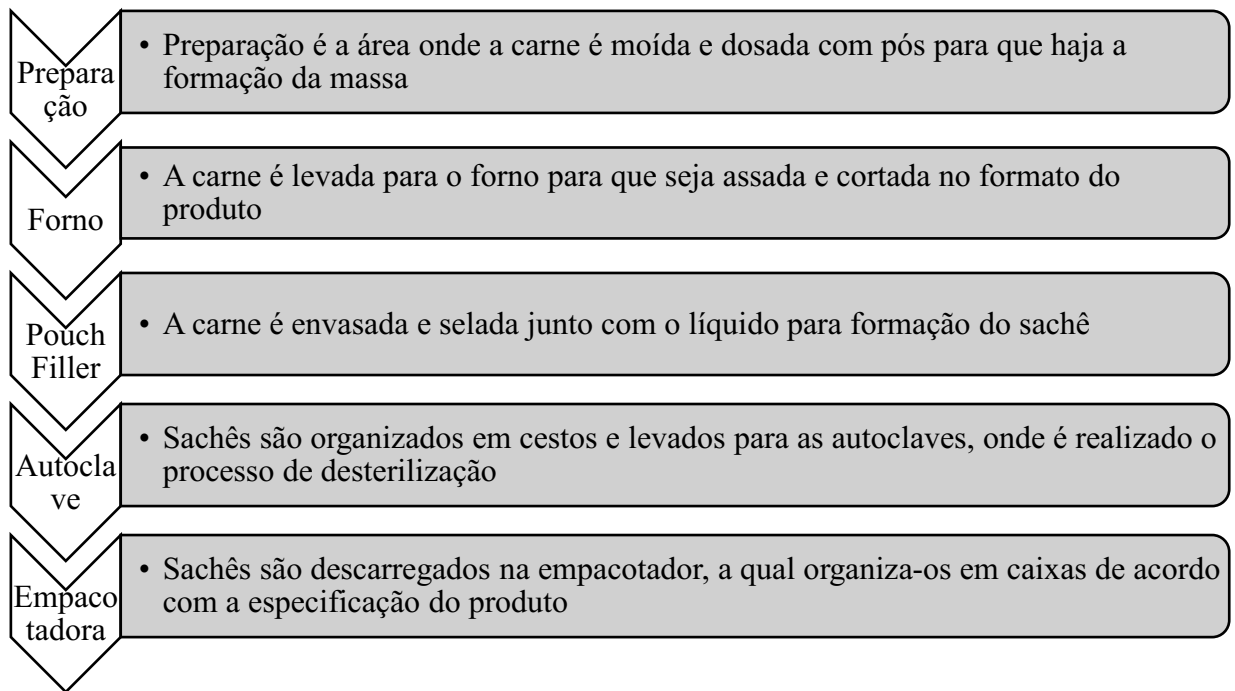 Prepara
ção
• Preparação é a área onde a carne é moída e dosada com pós para que haja a
formação da massa
Forno
• A carne é levada para o forno para que seja assada e cortada no formato do
produto
Pouch
Filler
• A carne é envasada e selada junto com o líquido para formação do sachê
Autocla
ve
• Sachês são organizados em cestos e levados para as autoclaves, onde é realizado o
processo de desterilização
Empaco
tadora
• Sachês são descarregados na empacotador, a qual organiza-os em caixas de acordo
com a especificação do produto